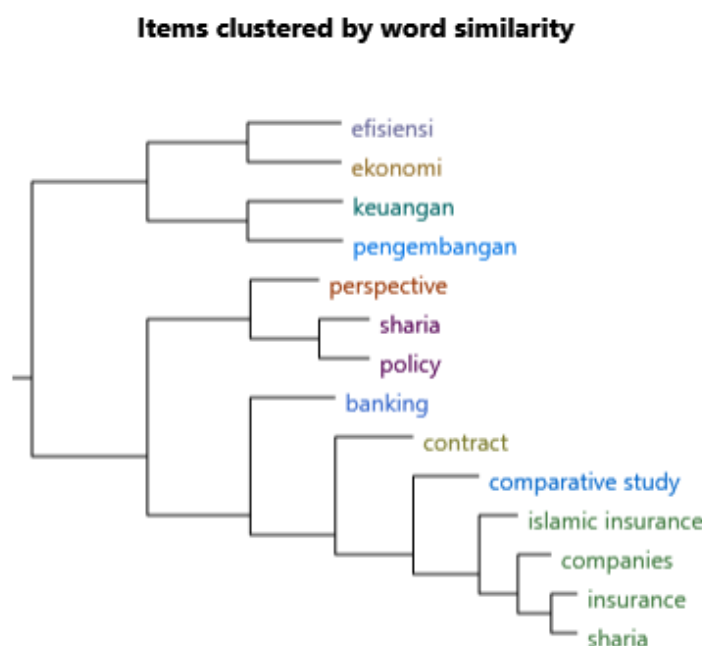 Items clustered by word similarity
efisiensi
ekonomi
keuangan
pengembangan
perspective
sharia
policy
banking
contract
comparative study
islamic insurance
companies
insurance
sharia